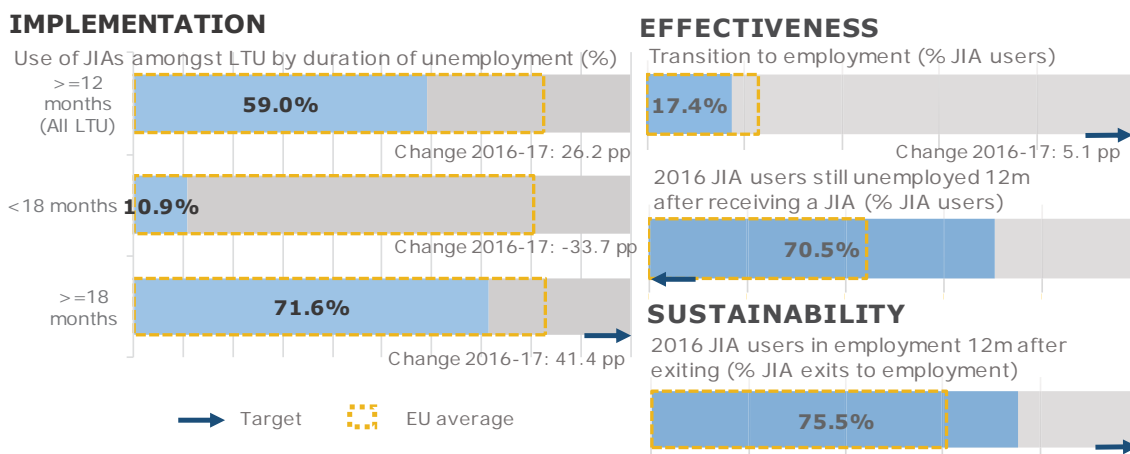 IMPLEMENTATION
Use of JIAs amongst LTU by duration of unemployment (%)
>=12
months
(All LTU)
59.0%
Change 2016-17: 26.2 pp
<18 months
10.9%
Change 2016-17: -33.7 pp
>=18
months
71.6%
Change 2016-17: 41.4 pp
Target
EU average
EFFECTIVENESS
Transition to employment (% JIA users)
17.4%
Change 2016-17: 5.1 pp
2016 JIA users still unemployed 12m
after receiving a JIA (% JIA users)
70.5%
SUSTAINABILITY
2016 JIA users in employment 12m after
exiting (% JIA exits to employment)
75.5%